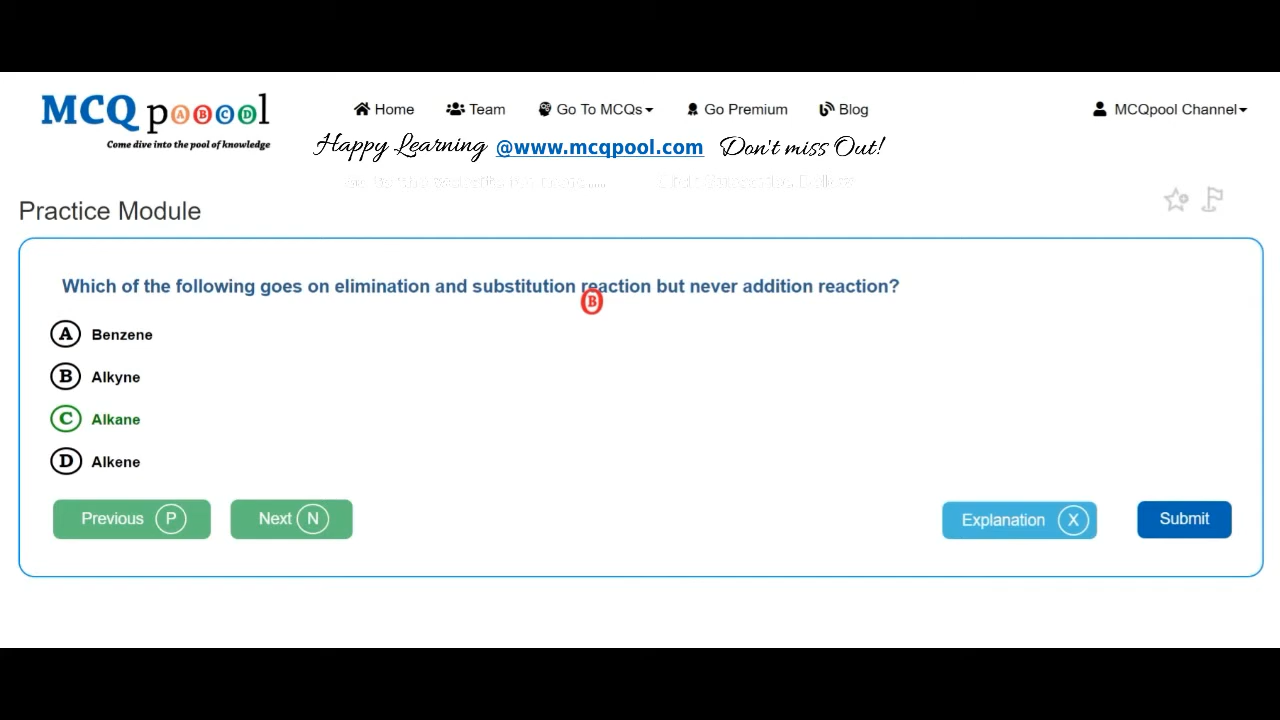 MCQ pooool
Come dive into the pool of knowledge
Home Team Go To MCQs Go Premium Blog MCQpool Channel
Happy Learning @www.mcqpool.com Don't miss Out!
Practice Module
Which of the following goes on elimination and substitution reaction but never addition reaction?
B
A Benzene
B Alkyne
C Alkane
D Alkene
Previous P Next N Explanation X Submit